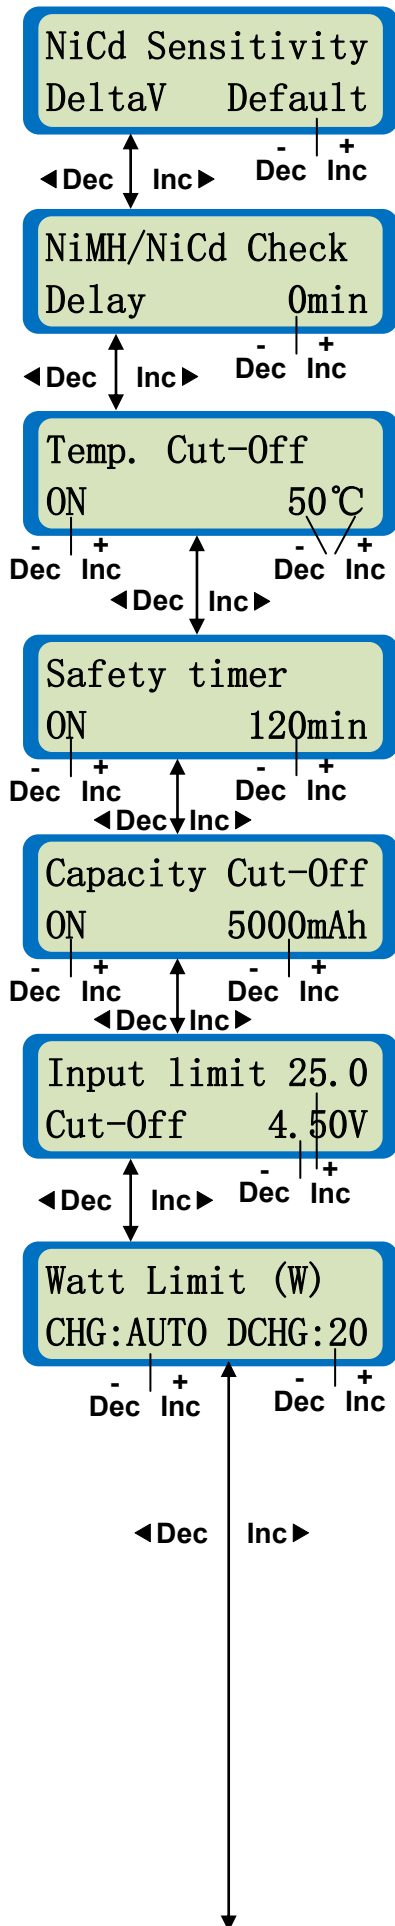 NiCd Sensitivity
DeltaV Default
- +
Dec Inc
◄Dec Inc►
NiMH/NiCd Check
Delay 0min
- +
Dec Inc
◄Dec Inc►
Temp. Cut-Off
ON 50℃
- + - +
Dec Inc Dec Inc
◄Dec Inc►
Safety timer
ON 120min
- + - +
Dec Inc Dec Inc
◄Dec Inc►
Capacity Cut-Off
ON 5000mAh
- + - +
Dec Inc Dec Inc
◄Dec Inc►
Input limit 25.0
Cut-Off 4.50V
- +
Dec Inc
◄Dec Inc►
Watt Limit (W)
CHG:AUTO DCHG:20
- + - +
Dec Inc Dec Inc
◄Dec Inc►